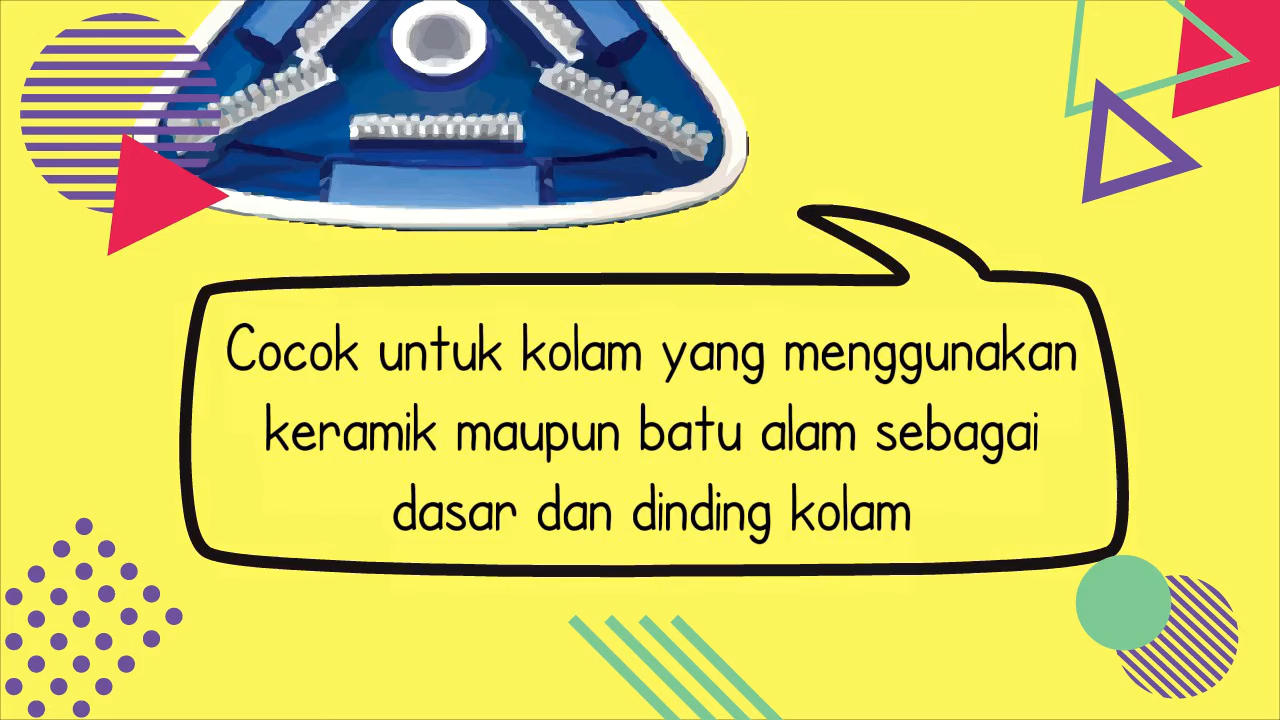 Cocok untuk kolam yang menggunakan
keramik maupun batu alam sebagai
dasar dan dinding kolam